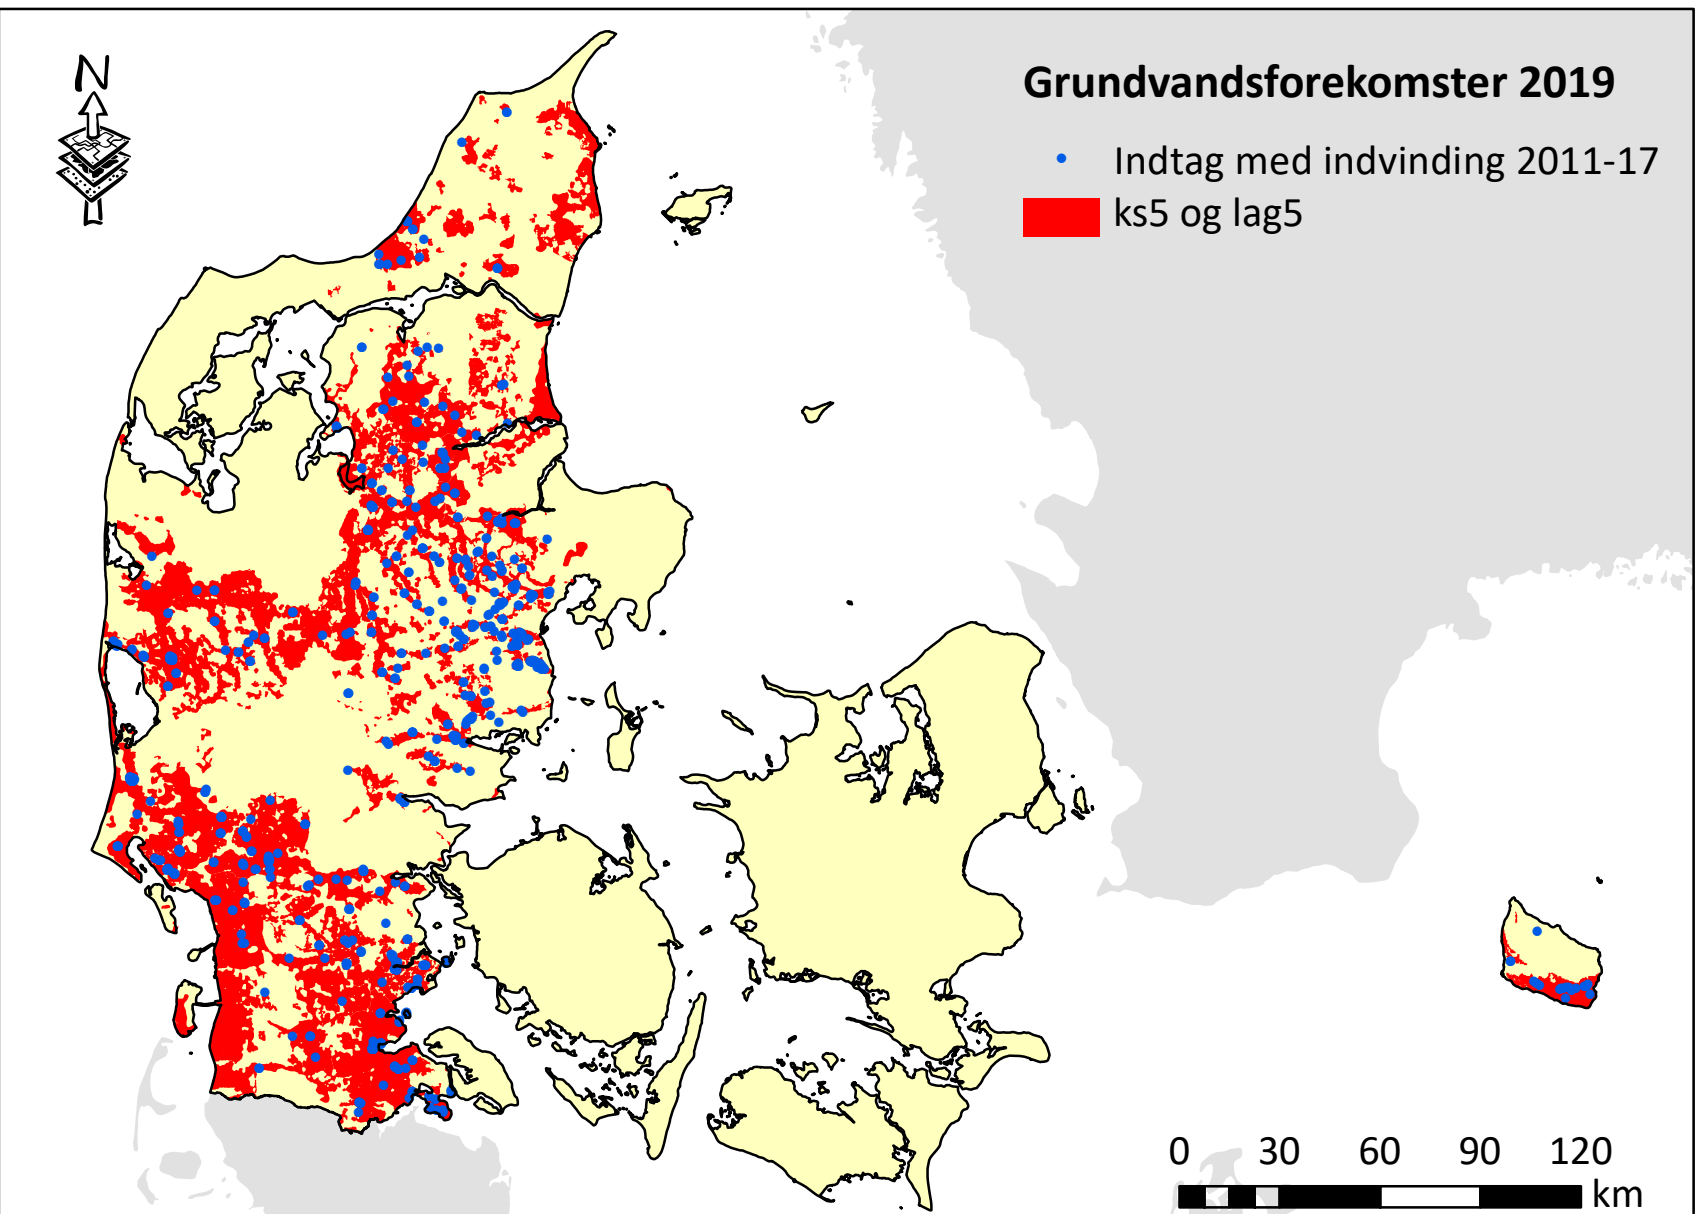 N
Grundvandsforekomster 2019
Indtag med indvinding 2011-17
ks5 og lag5
0 30 60 90 120
km